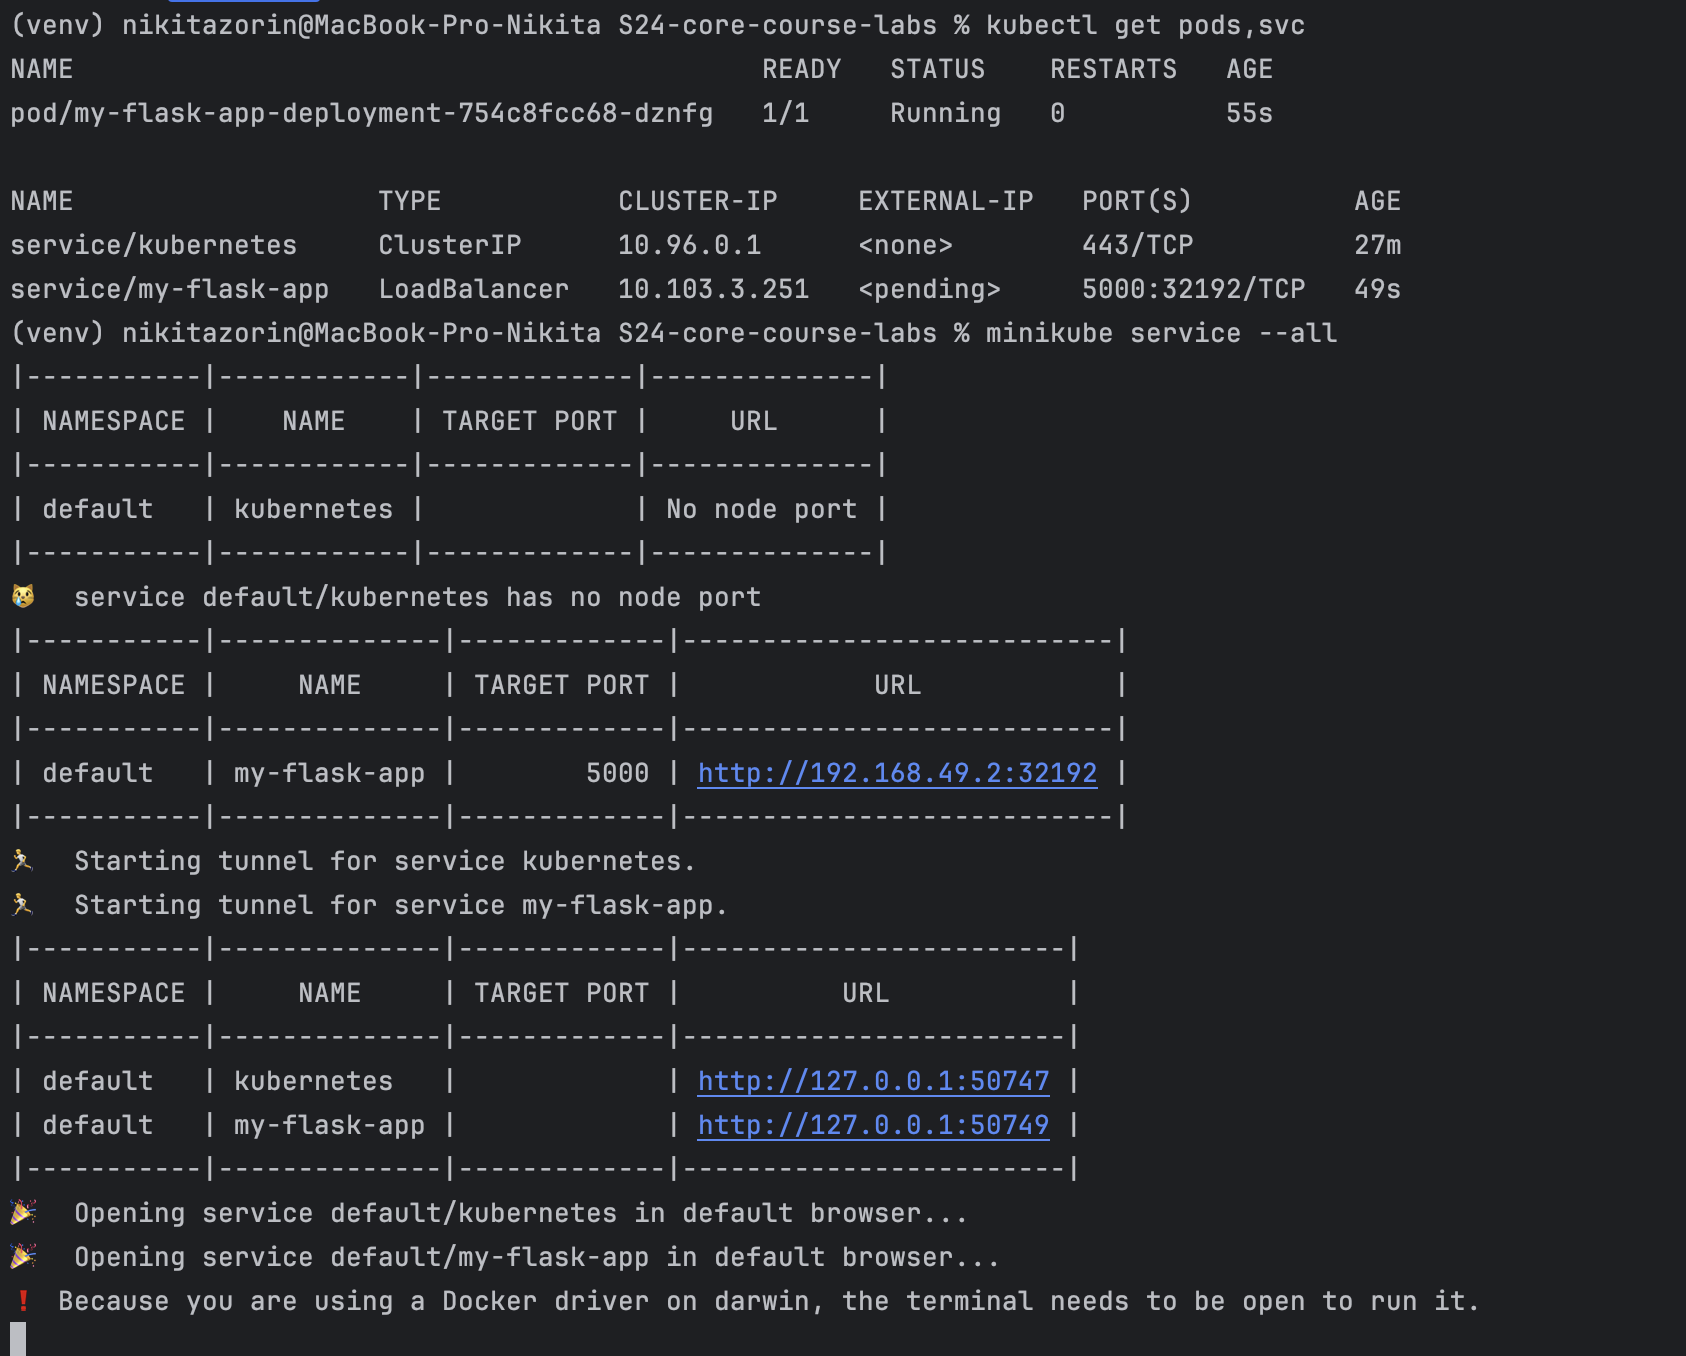 (venv) nikitazorin@MacBook-Pro-Nikita S24-core-course-labs % kubectl get pods,svc
NAME                                           READY   STATUS    RESTARTS   AGE
pod/my-flask-app-deployment-754c8fcc68-dznfg   1/1     Running   0          55s

NAME                   TYPE           CLUSTER-IP     EXTERNAL-IP   PORT(S)          AGE
service/kubernetes     ClusterIP      10.96.0.1      <none>        443/TCP          27m
service/my-flask-app   LoadBalancer   10.103.3.251   <pending>     5000:32192/TCP   49s
(venv) nikitazorin@MacBook-Pro-Nikita S24-core-course-labs % minikube service --all
|-----------|------------|-------------|--------------|
| NAMESPACE |    NAME    | TARGET PORT |     URL      |
|-----------|------------|-------------|--------------|
| default   | kubernetes |             | No node port |
|-----------|------------|-------------|--------------|
😿  service default/kubernetes has no node port
|-----------|--------------|-------------|---------------------------|
| NAMESPACE |     NAME     | TARGET PORT |            URL            |
|-----------|--------------|-------------|---------------------------|
| default   | my-flask-app |        5000 | http://192.168.49.2:32192 |
|-----------|--------------|-------------|---------------------------|
🏃  Starting tunnel for service kubernetes.
🏃  Starting tunnel for service my-flask-app.
|-----------|--------------|-------------|------------------------|
| NAMESPACE |     NAME     | TARGET PORT |          URL           |
|-----------|--------------|-------------|------------------------|
| default   | kubernetes   |             | http://127.0.0.1:50747 |
| default   | my-flask-app |             | http://127.0.0.1:50749 |
|-----------|--------------|-------------|------------------------|
🎉  Opening service default/kubernetes in default browser...
🎉  Opening service default/my-flask-app in default browser...
❗ Because you are using a Docker driver on darwin, the terminal needs to be open to run it.